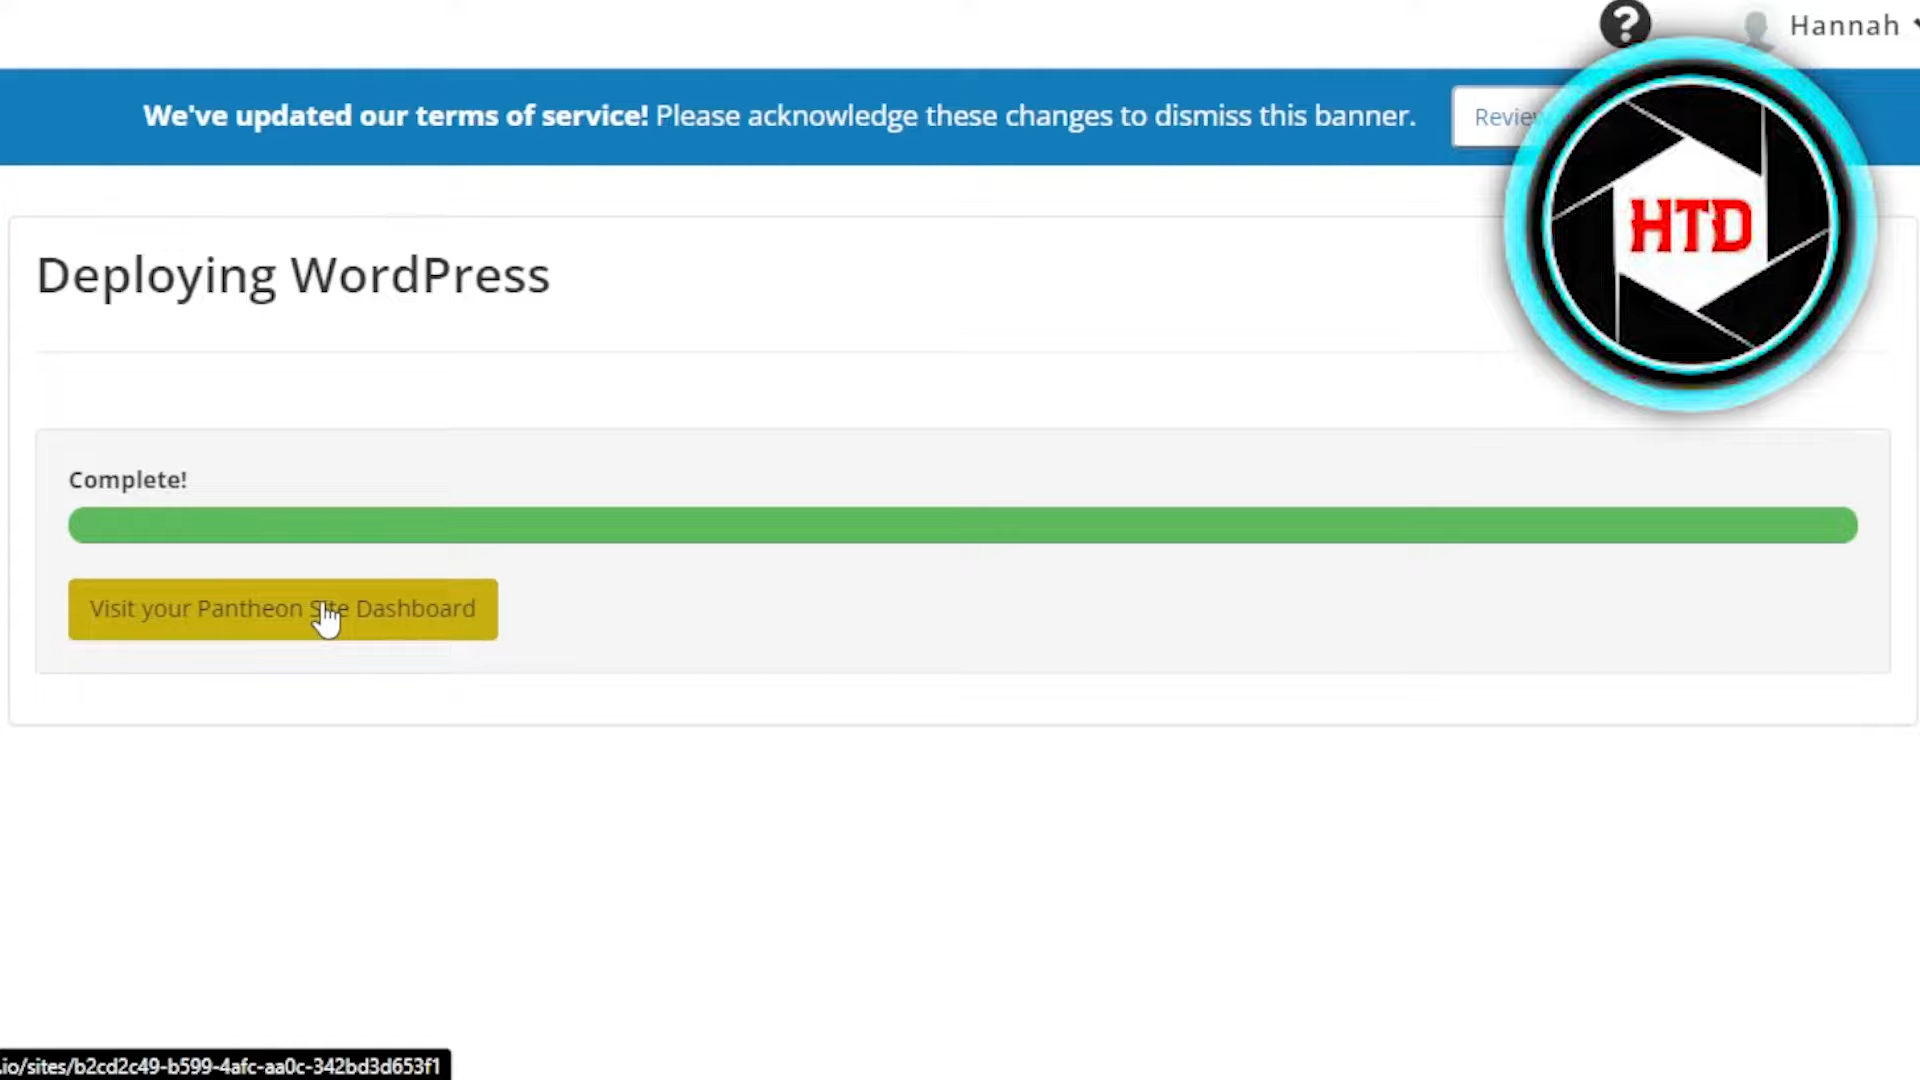 Hannah
We've updated our terms of service! Please acknowledge these changes to dismiss this banner.
Review
HTD
Deploying WordPress
Complete!
Visit your Pantheon Site Dashboard
.io/sites/b2cd2c49-b599-4afc-aa0c-342bd3d653f1